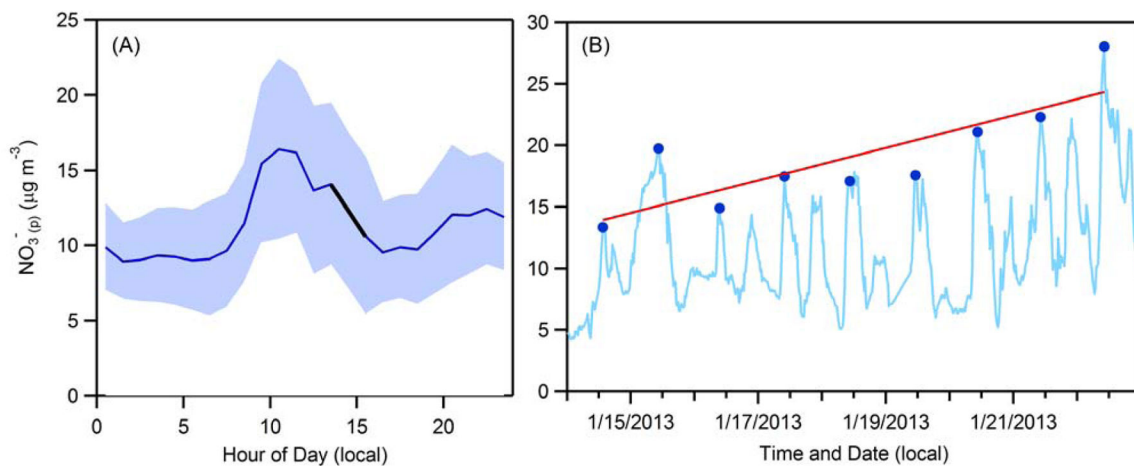 (A)
NO₃⁻(p) (µg m⁻³)
25
20
15
10
5
0
0 5 10 15 20
Hour of Day (local)
(B)
30
25
20
15
10
5
0
1/15/2013 1/17/2013 1/19/2013 1/21/2013
Time and Date (local)